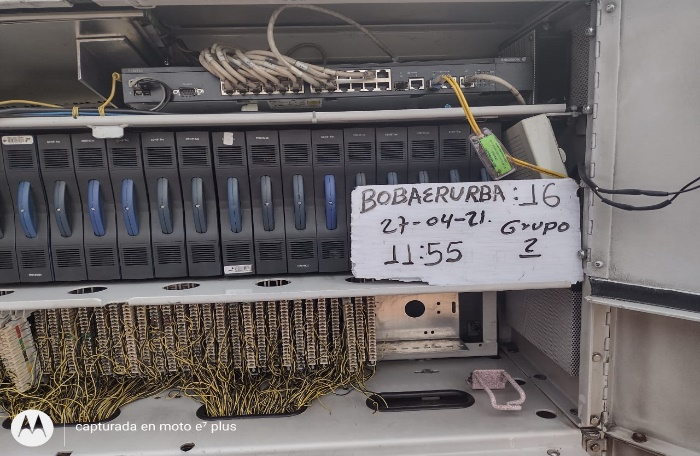 BOBAERURBA:16
27-04-21. Grupo
11:55 2
capturada en moto e⁷ plus